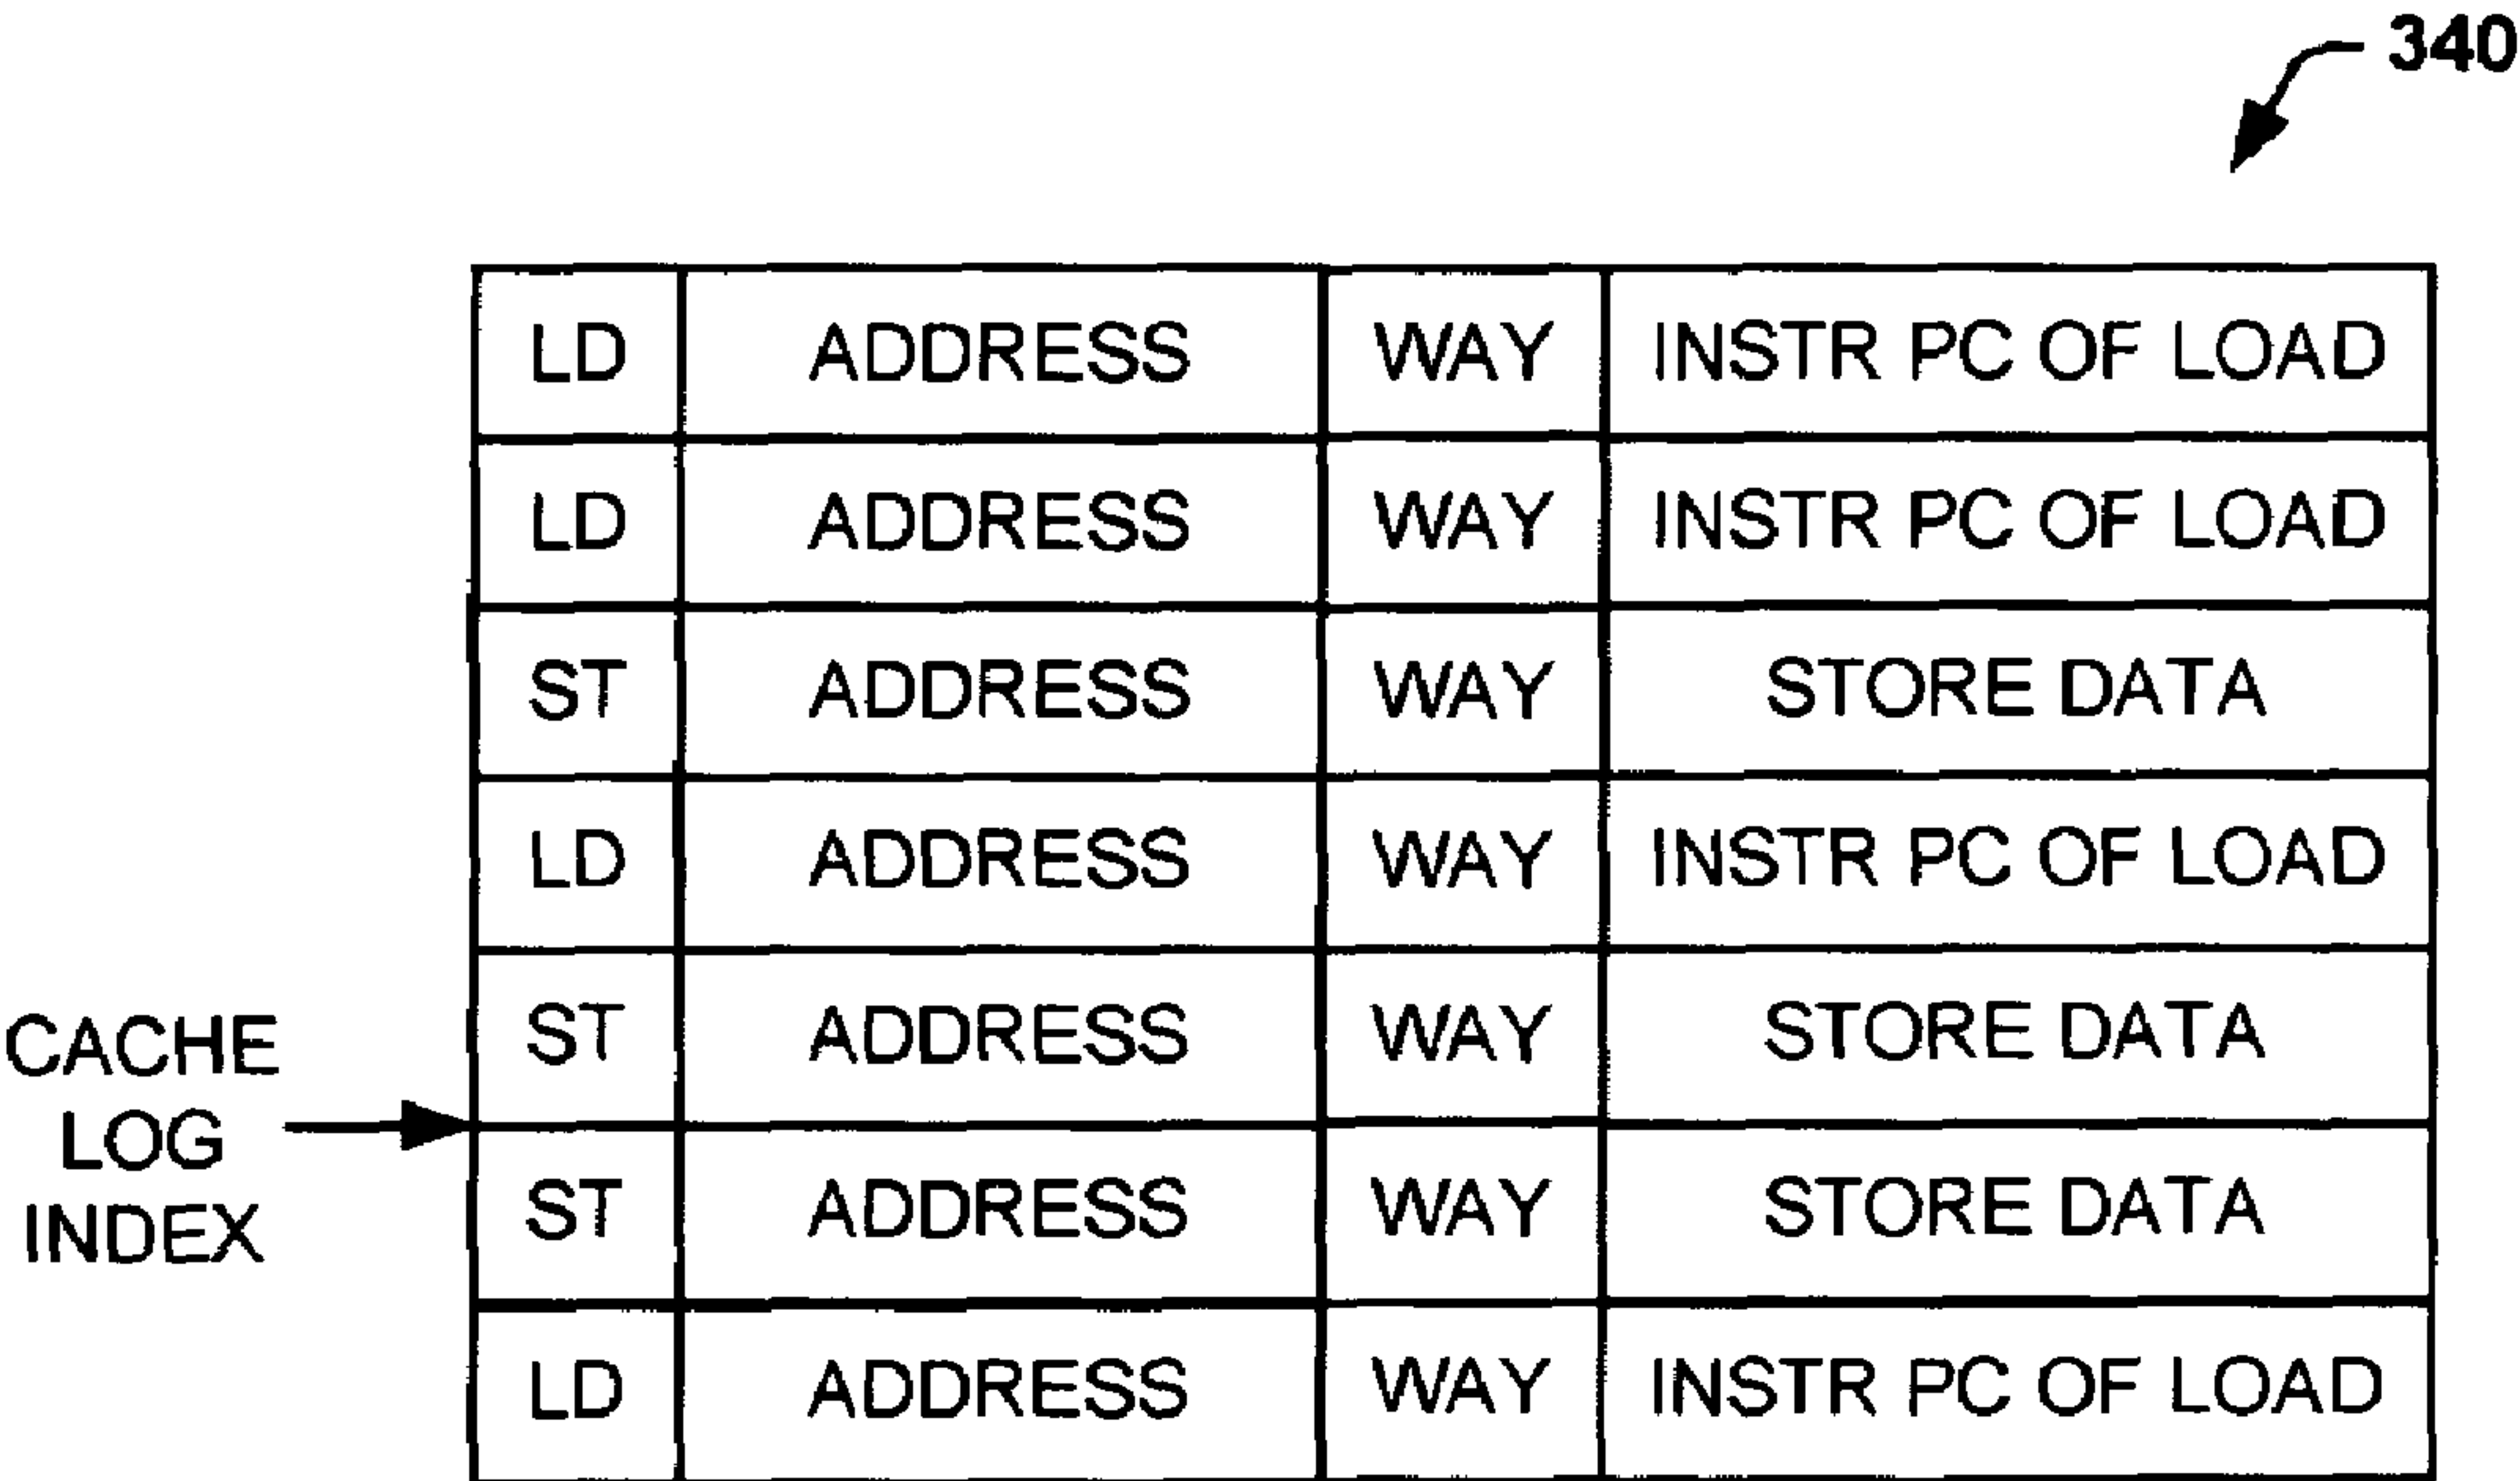 340
LD ADDRESS WAY INSTR PC OF LOAD
LD ADDRESS WAY INSTR PC OF LOAD
ST ADDRESS WAY STORE DATA
LD ADDRESS WAY INSTR PC OF LOAD
ST ADDRESS WAY STORE DATA
CACHE
LOG
INDEX
ST ADDRESS WAY STORE DATA
LD ADDRESS WAY INSTR PC OF LOAD